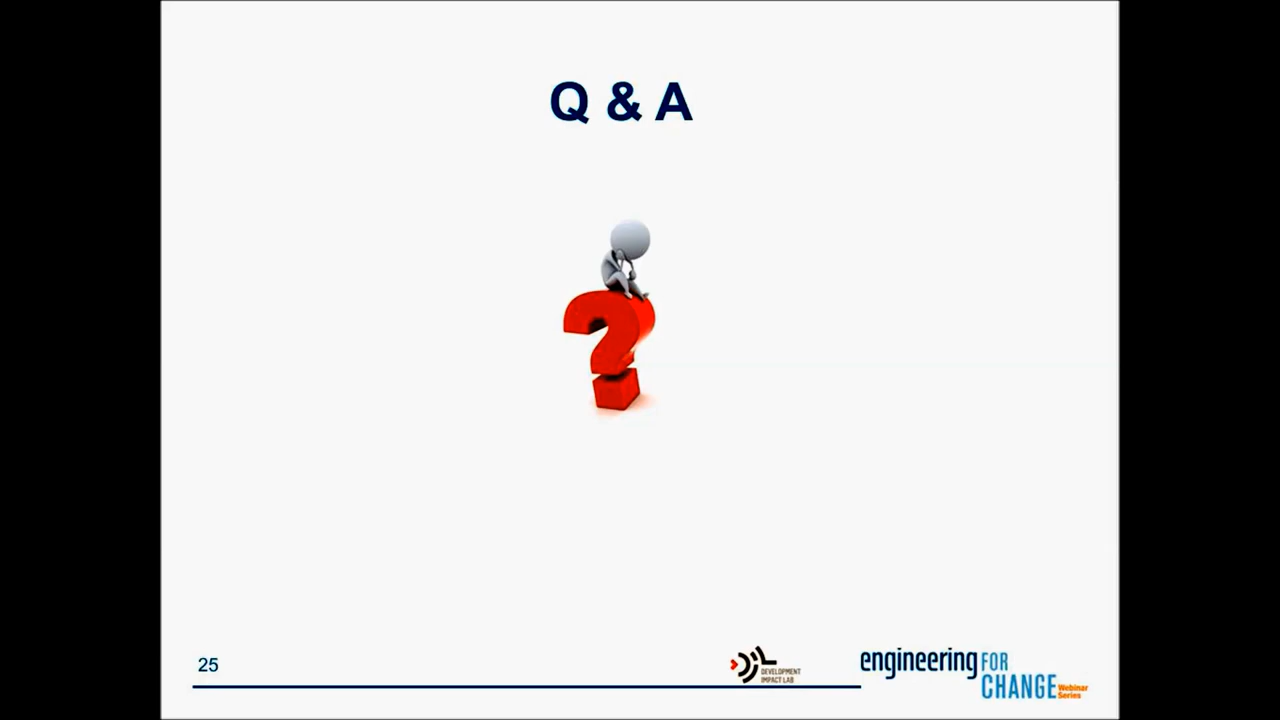 Q & A
?
25
DEVELOPMENT
IMPACT LAB
engineering FOR
CHANGE Webinar
Series